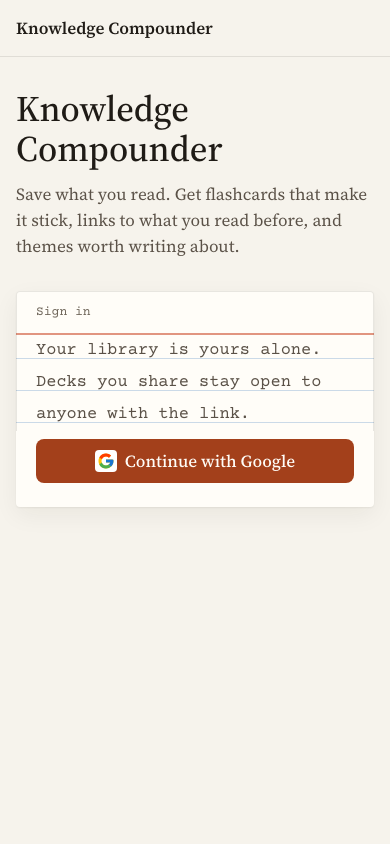 Knowledge Compounder
Knowledge
Compounder
Save what you read. Get flashcards that make
it stick, links to what you read before, and
themes worth writing about.
Sign in
Your library is yours alone.
Decks you share stay open to
anyone with the link.
Continue with Google